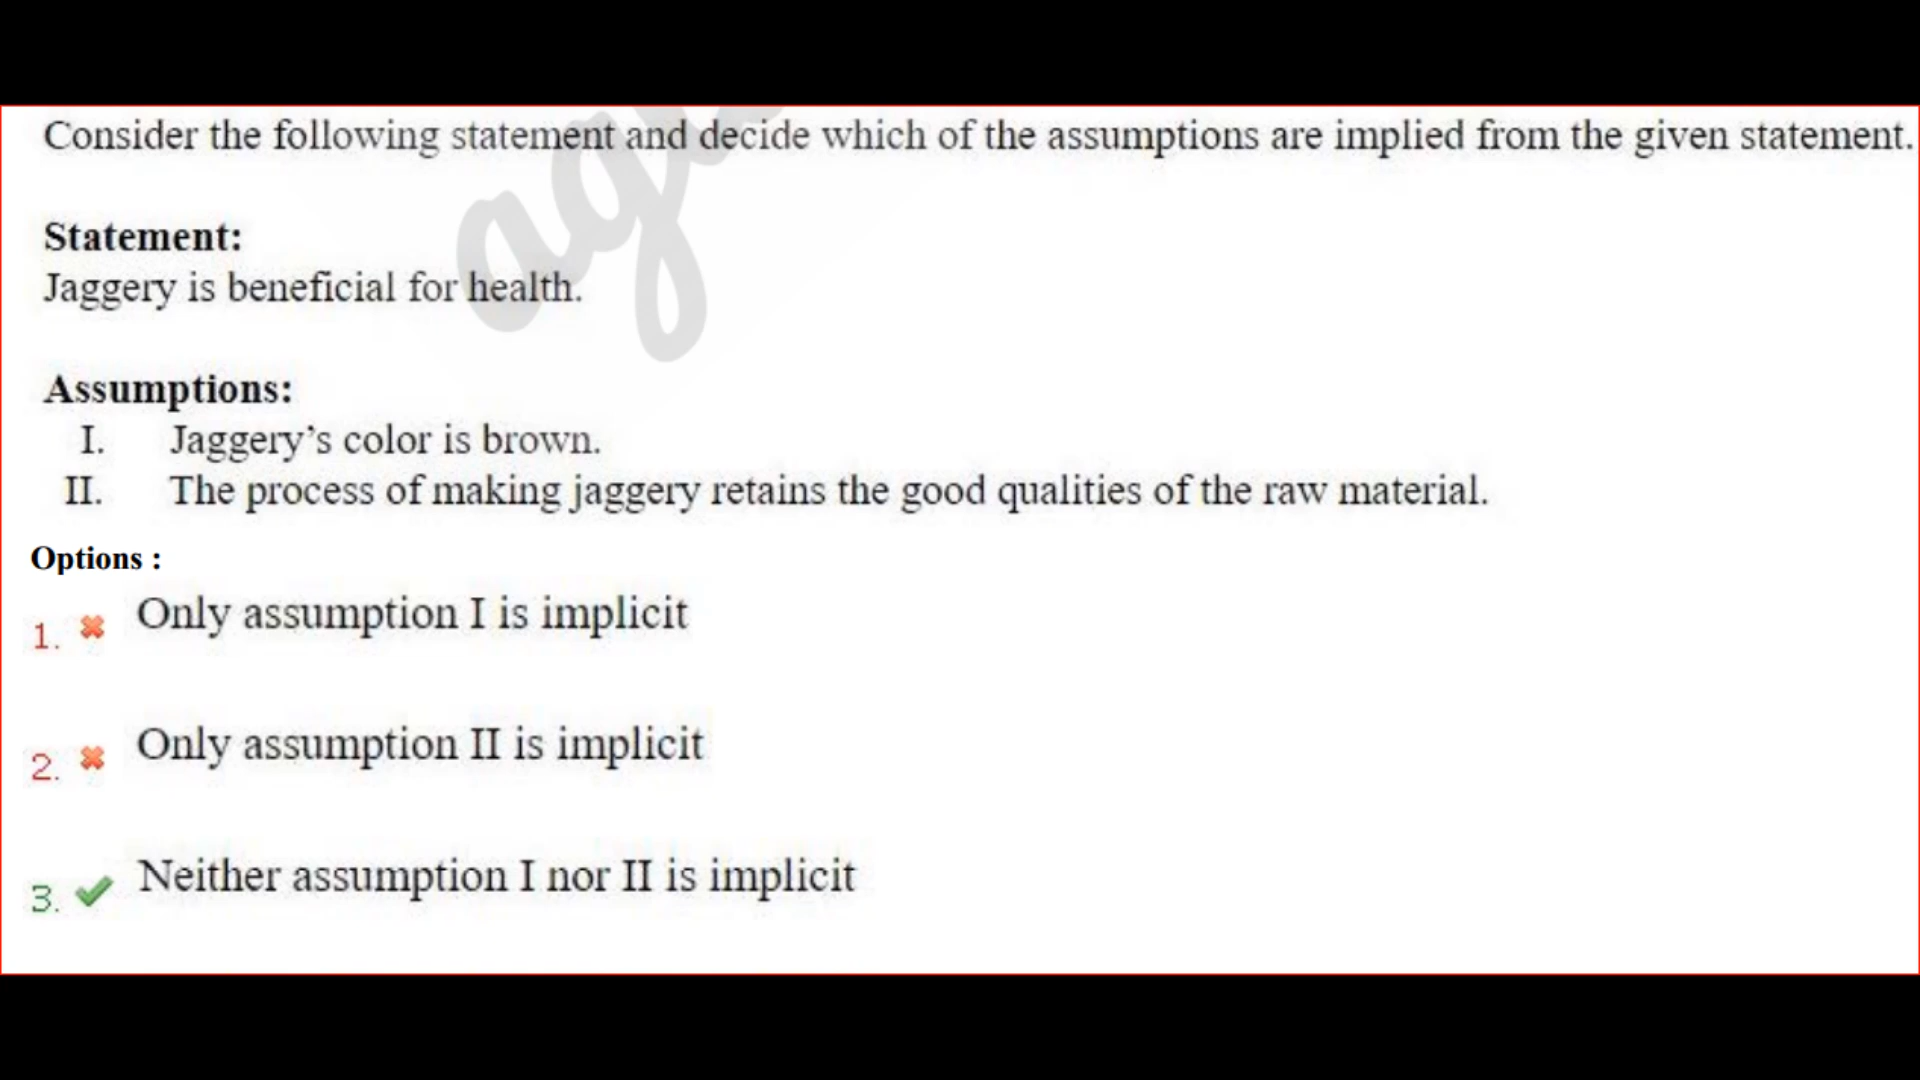 Consider the following statement and decide which of the assumptions are implied from the given statement.
Statement:
Jaggery is beneficial for health.
Assumptions:
I. Jaggery’s color is brown.
II. The process of making jaggery retains the good qualities of the raw material.
Options :
1. Only assumption I is implicit
2. Only assumption II is implicit
3. Neither assumption I nor II is implicit